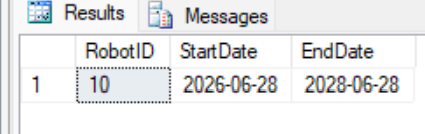 Results Messages
RobotID StartDate EndDate
1 10 2026-06-28 2028-06-28